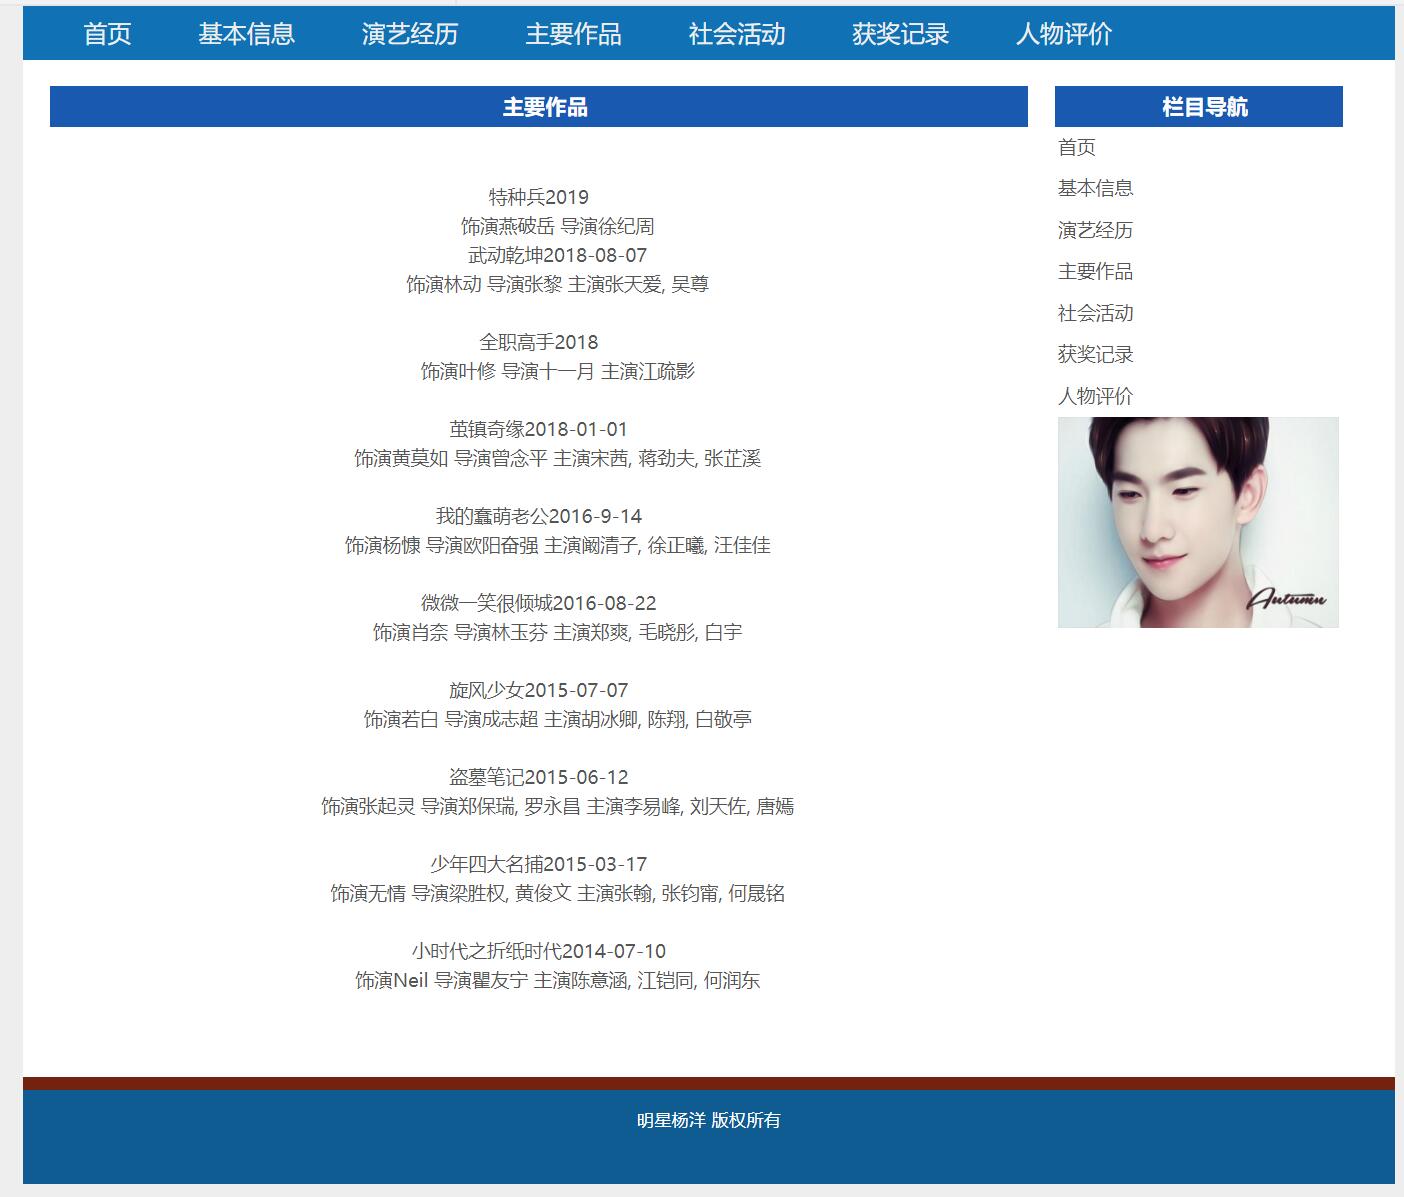 首页 基本信息 演艺经历 主要作品 社会活动 获奖记录 人物评价
主要作品
特种兵2019
饰演燕破岳 导演徐纪周
武动乾坤2018-08-07
饰演林动 导演张黎 主演张天爱, 吴尊
全职高手2018
饰演叶修 导演十一月 主演江疏影
茧镇奇缘2018-01-01
饰演黄莫如 导演曾念平 主演宋茜, 蒋劲夫, 张芷溪
我的蠢萌老公2016-9-14
饰演杨慷 导演欧阳奋强 主演阚清子, 徐正曦, 汪佳佳
微微一笑很倾城2016-08-22
饰演肖奈 导演林玉芬 主演郑爽, 毛晓彤, 白宇
旋风少女2015-07-07
饰演若白 导演成志超 主演胡冰卿, 陈翔, 白敬亭
盗墓笔记2015-06-12
饰演张起灵 导演郑保瑞, 罗永昌 主演李易峰, 刘天佐, 唐嫣
少年四大名捕2015-03-17
饰演无情 导演梁胜权, 黄俊文 主演张翰, 张钧甯, 何晟铭
小时代之折纸时代2014-07-10
饰演Neil 导演瞿友宁 主演陈意涵, 江铠同, 何润东
栏目导航
首页
基本信息
演艺经历
主要作品
社会活动
获奖记录
人物评价
Autumn
明星杨洋 版权所有